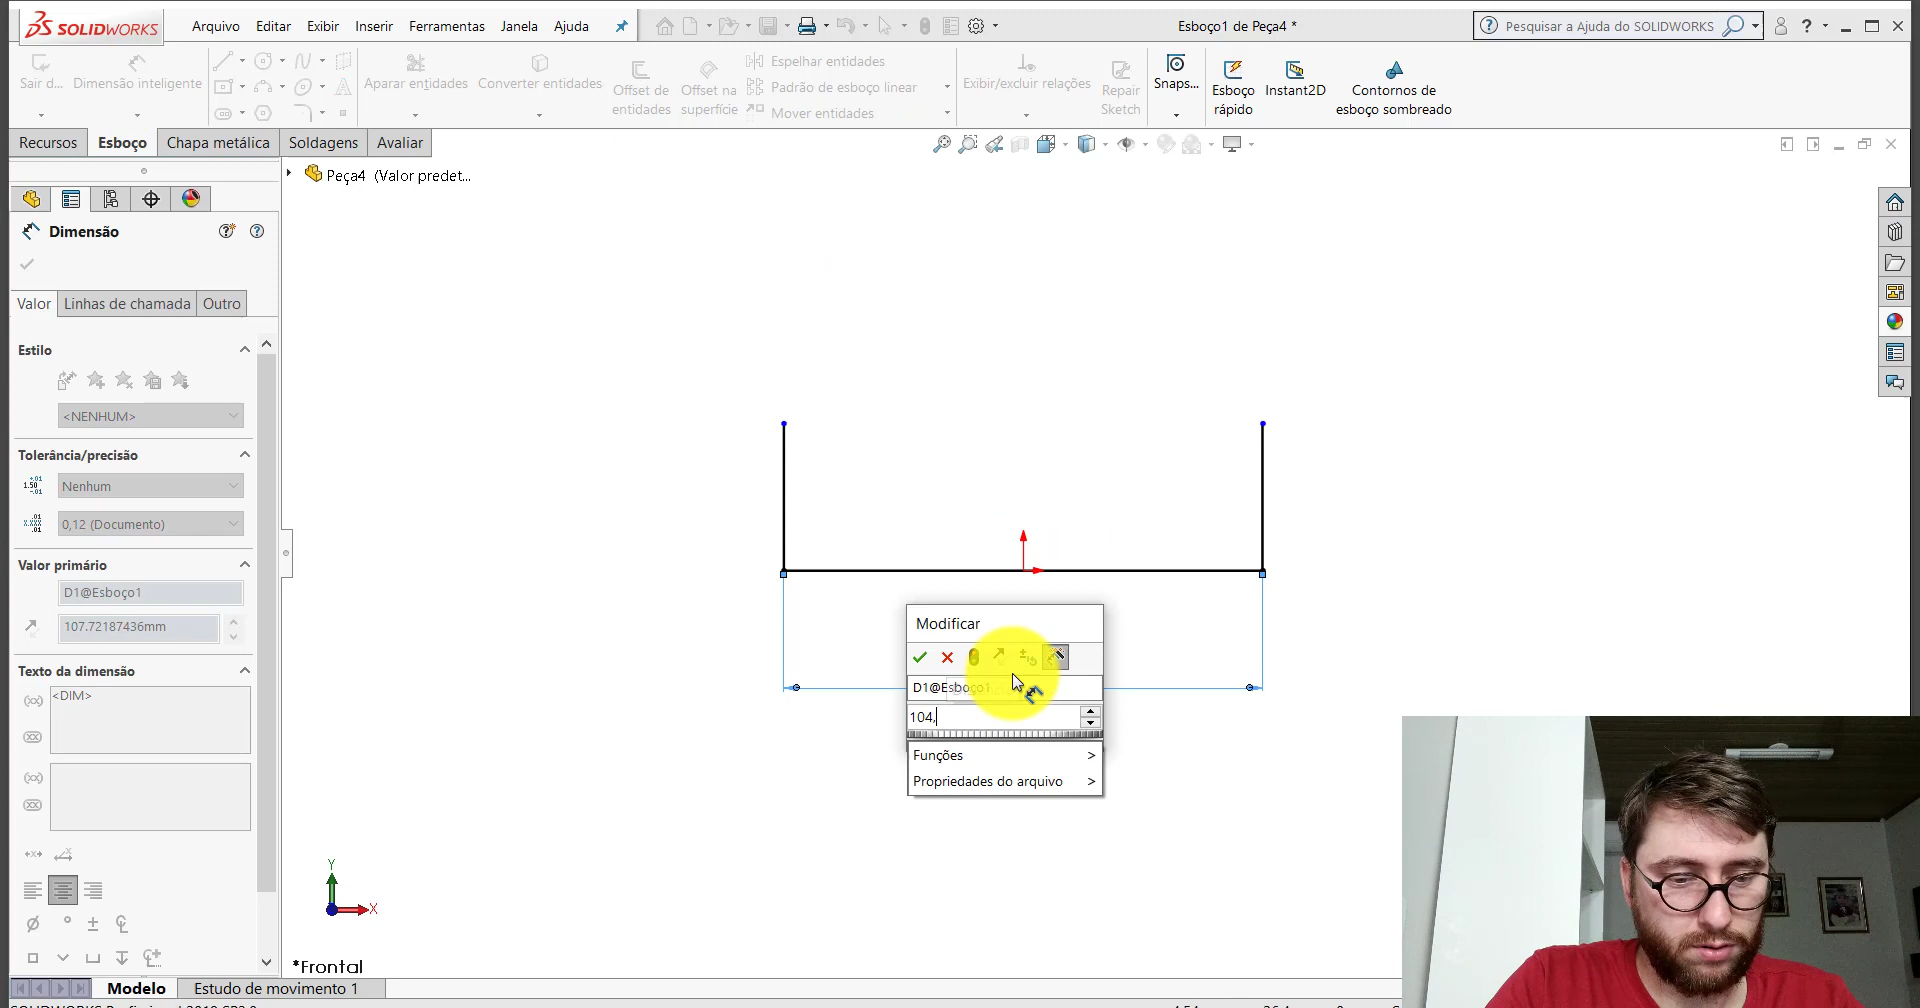 SOLIDWORKS
Arquivo Editar Exibir Inserir Ferramentas Janela Ajuda
Esboço1 de Peça4 *
Pesquisar a Ajuda do SOLIDWORKS
Sair d...
Dimensão inteligente
Aparar entidades
Converter entidades
Offset de entidades
Offset na superfície
Espelhar entidades
Padrão de esboço linear
Mover entidades
Exibir/excluir relações
Repair Sketch
Snaps...
Esboço rápido
Instant2D
Contornos de esboço sombreado
Recursos Esboço Chapa metálica Soldagens Avaliar
Peça4 (Valor predet...
Dimensão
Valor Linhas de chamada Outro
Estilo
<NENHUM>
Tolerância/precisão
Nenhum
0,12 (Documento)
Valor primário
D1@Esboço1
107.72187436mm
Texto da dimensão
<DIM>
Modificar
D1@Esboço1
104,
Funções >
Propriedades do arquivo >
Y
X
*Frontal
Modelo Estudo de movimento 1